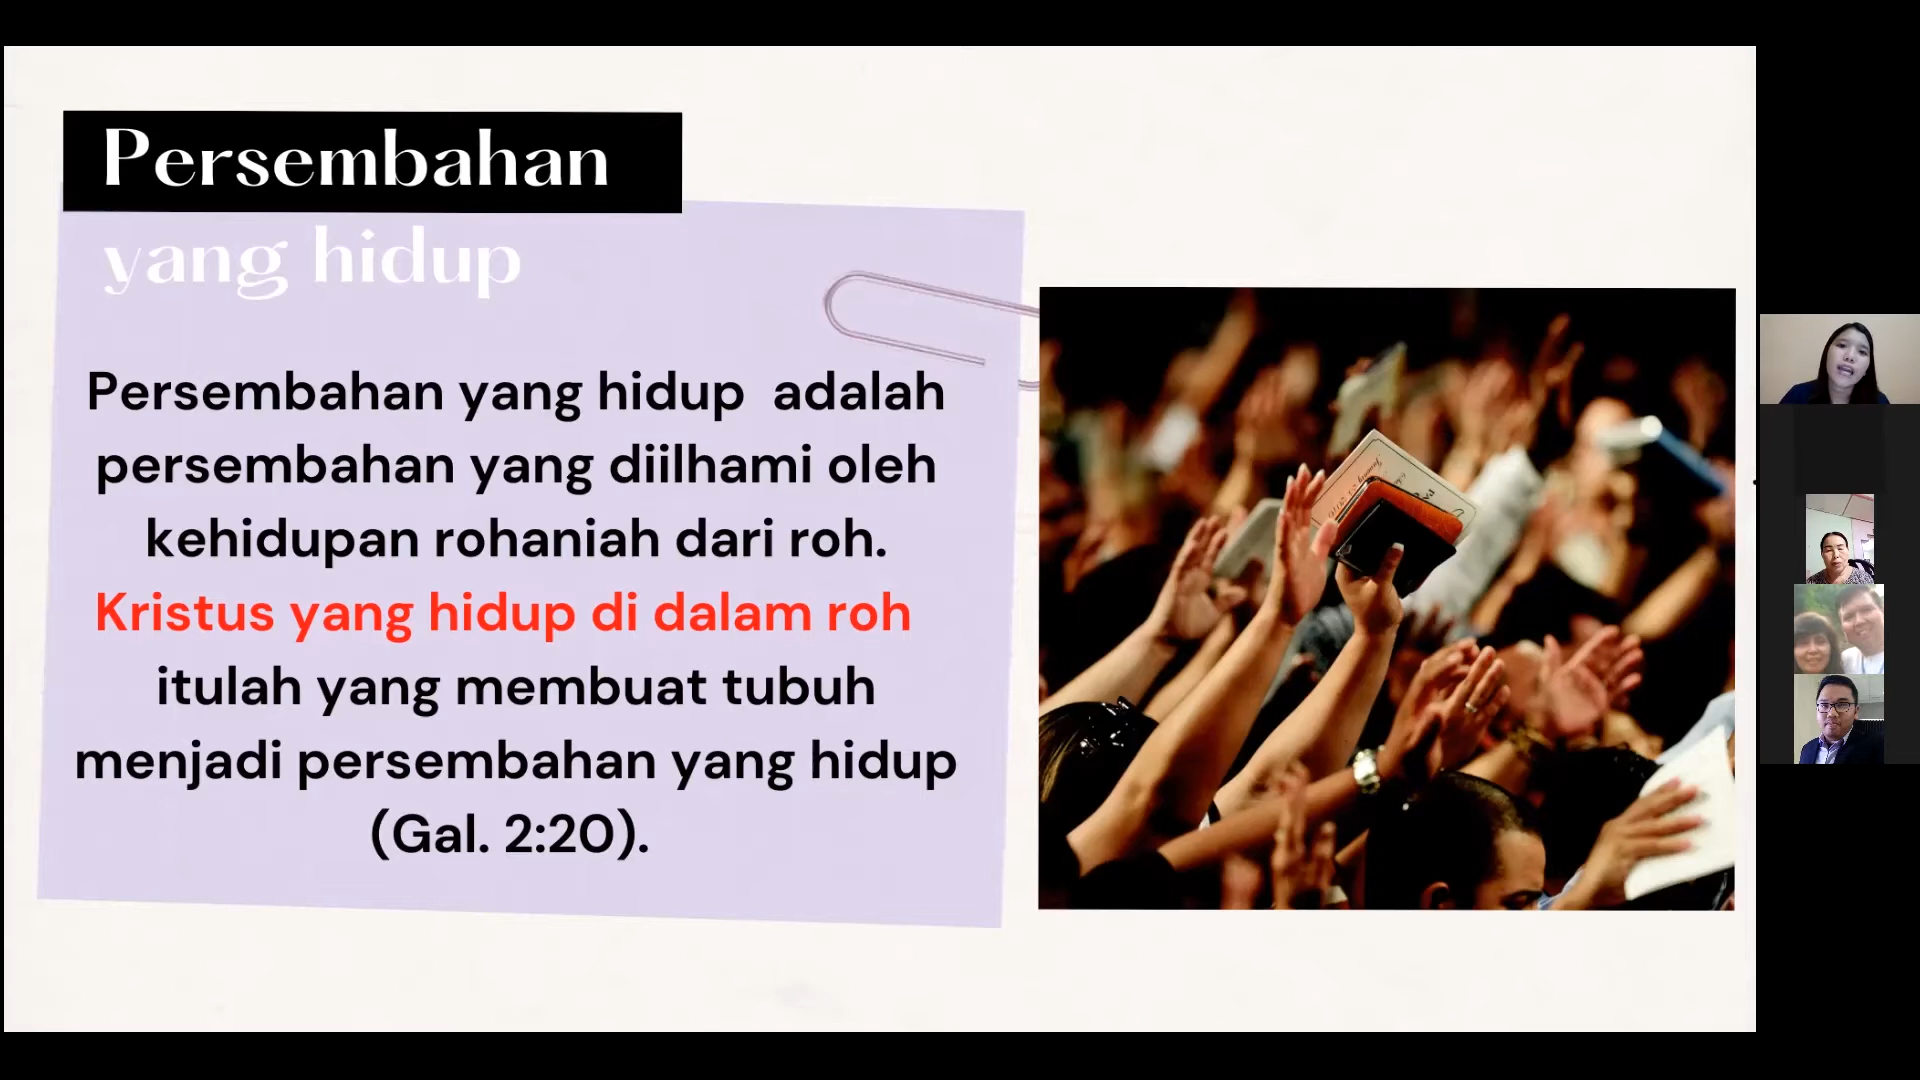 Persembahan
yang hidup
Persembahan yang hidup adalah
persembahan yang diilhami oleh
kehidupan rohaniah dari roh.
Kristus yang hidup di dalam roh
itulah yang membuat tubuh
menjadi persembahan yang hidup
(Gal. 2:20).